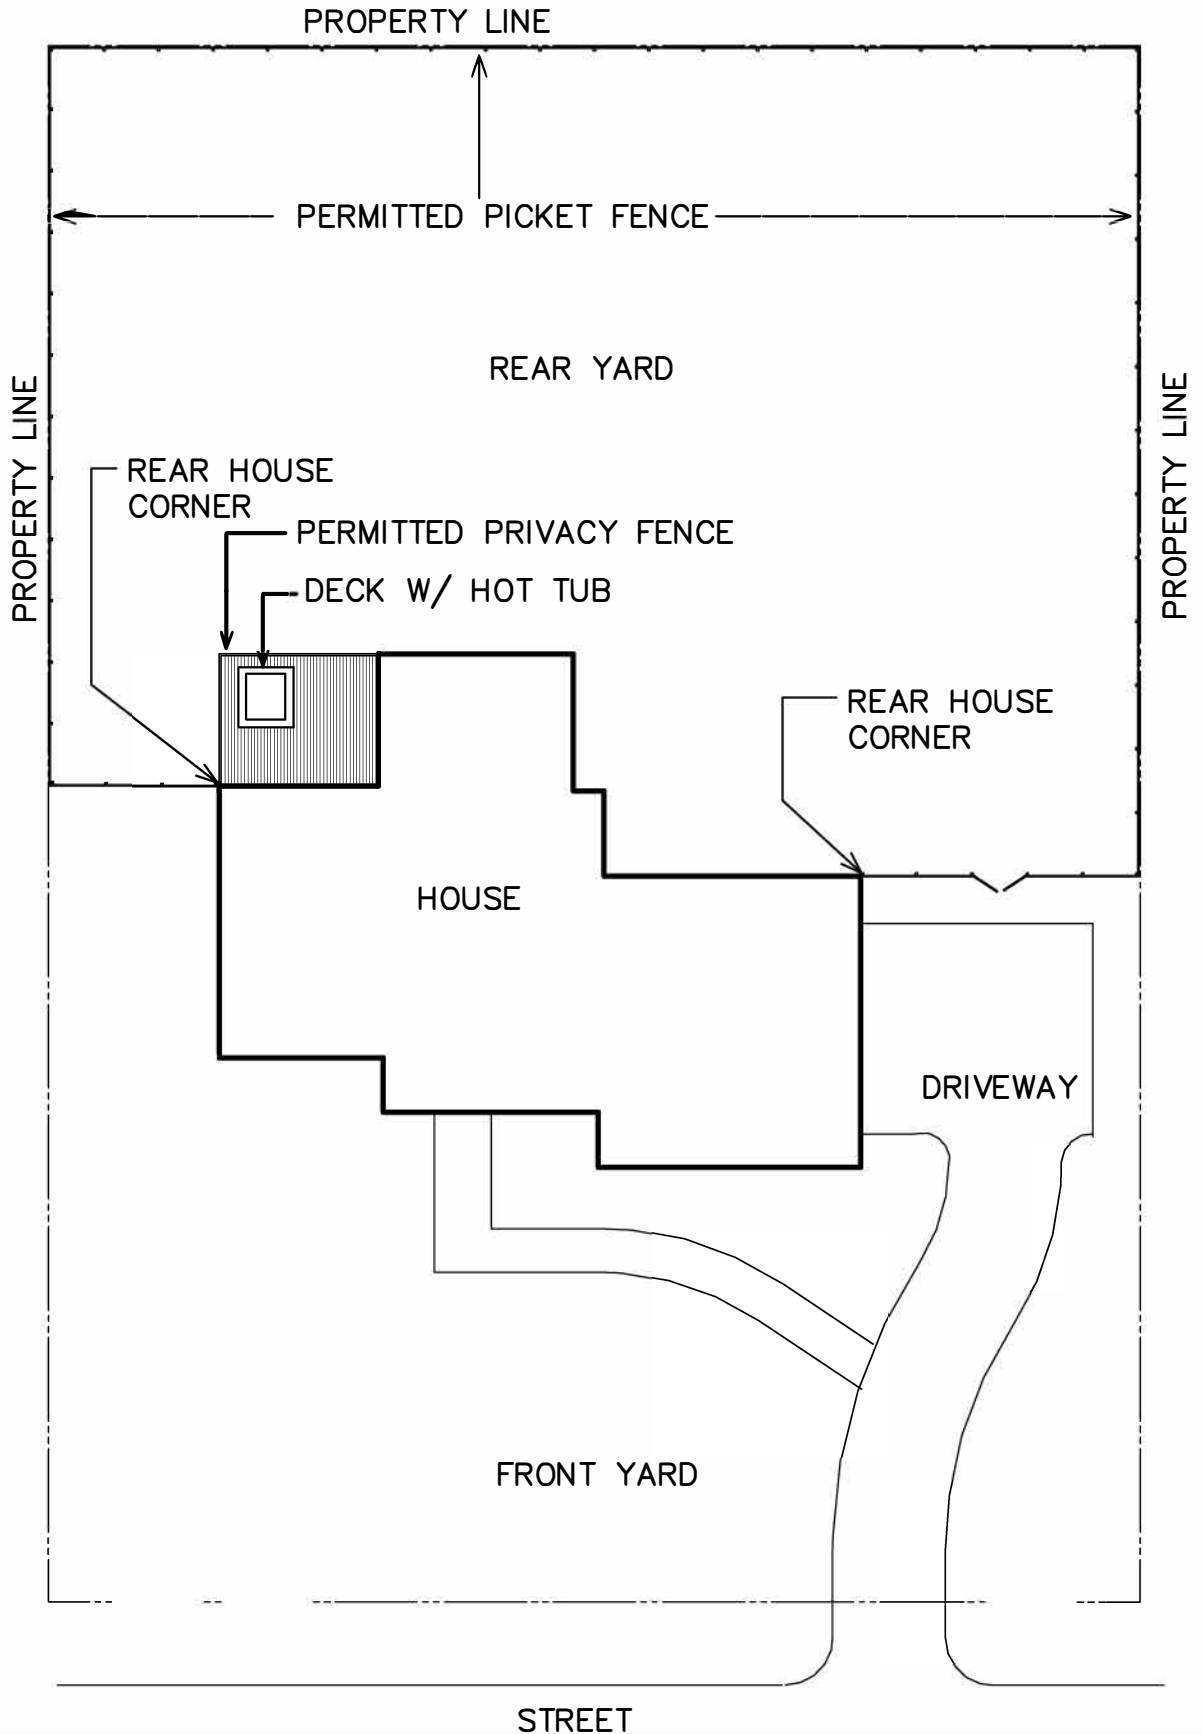 PROPERTY LINE
PERMITTED PICKET FENCE
REAR YARD
PROPERTY LINE
PROPERTY LINE
REAR HOUSE
CORNER
PERMITTED PRIVACY FENCE
DECK W/ HOT TUB
REAR HOUSE
CORNER
HOUSE
DRIVEWAY
FRONT YARD
STREET